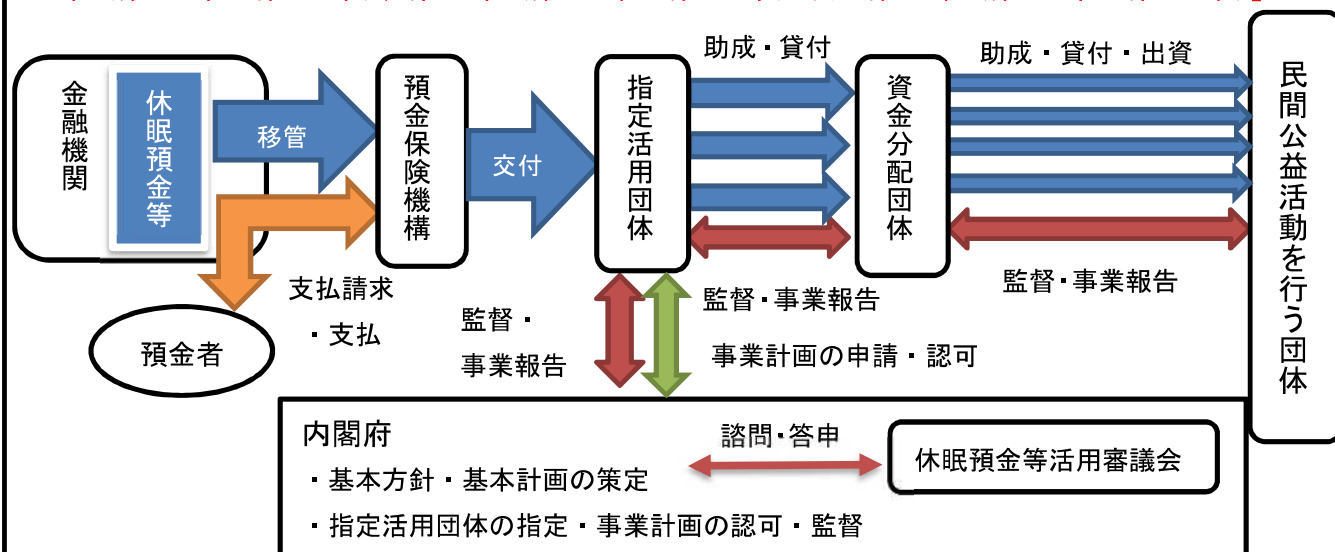 助成・貸付
助成・貸付・出資
金融機関
休眠預金等
移管
預金保険機構
交付
指定活用団体
資金分配団体
民間公益活動を行う団体
支払請求
・支払
預金者
監督・
事業報告
監督・事業報告
監督・事業報告
事業計画の申請・認可
内閣府
諮問・答申
休眠預金等活用審議会
・基本方針・基本計画の策定
・指定活用団体の指定・事業計画の認可・監督